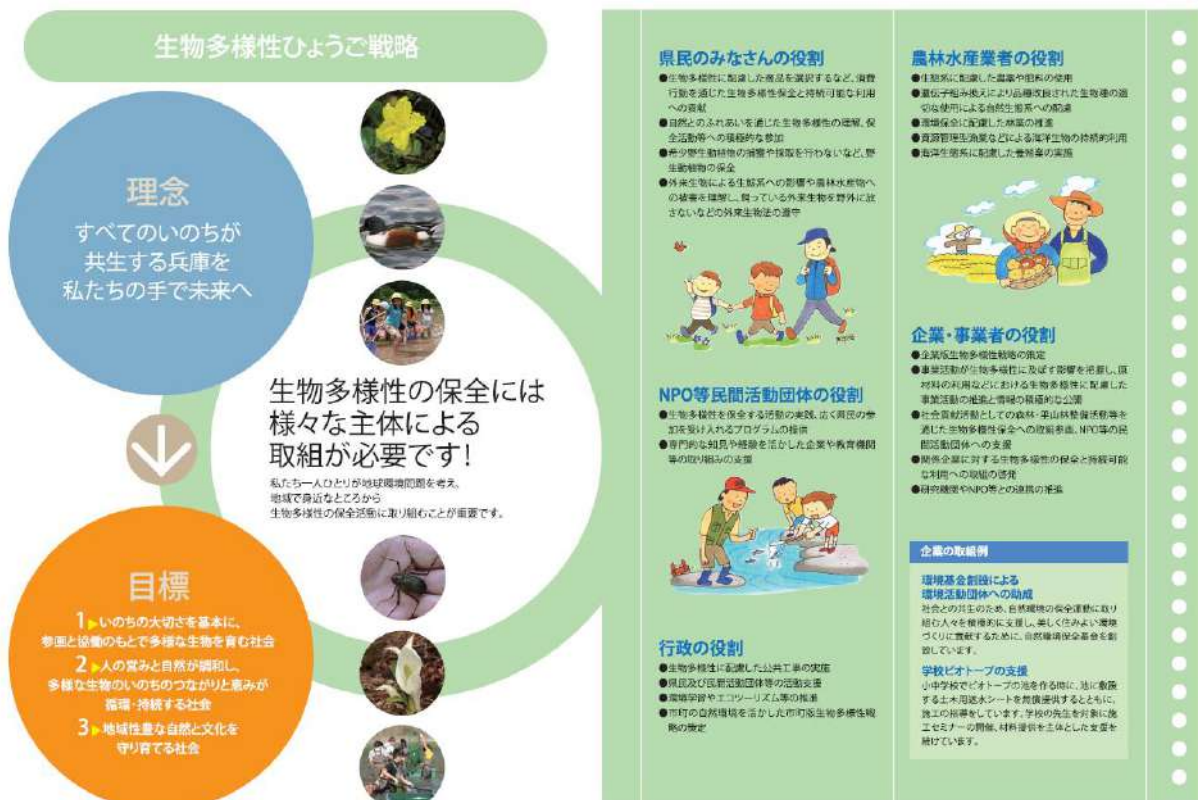 生物多様性ひょうご戦略
理念
すべてのいのちが
共生する兵庫を
私たちの手で未来へ
生物多様性の保全には
様々な主体による
取組が必要です!
私たち一人ひとりが地球環境問題を考え、
地域で身近なところから
生物多様性の保全活動に取り組むことが重要です。
目標
1▶いのちの大切さを基本に、
参画と協働のもとで多様な生物を育む社会
2▶人の営みと自然が調和し、
多様な生物のいのちのつながりと恵みが
循環・持続する社会
3▶地域性豊な自然と文化を
守り育てる社会
県民のみなさんの役割
●生物多様性に配慮した商品を選択するなど、消費
行動を通じた生物多様性保全と持続可能な利用
への貢献
●自然とのふれあいを通じた生物多様性の理解、保
全活動等への積極的な参加
●希少野生動植物の捕獲や採取を行わないなど、野
生動植物の保全
●外来生物による生態系への影響や農林水産物へ
の被害を理解し、飼っている外来生物を野外に放
さないなどの外来生物法の遵守
NPO等民間活動団体の役割
●生物多様性を保全する活動の実践、広く県民の参
加を受け入れるプログラムの提供
●専門的な知見や経験を活かした企業や教育機関
等の取り組みの支援
行政の役割
●生物多様性に配慮した公共工事の実施
●県民及び民間活動団体等の活動支援
●環境学習やエコツーリズム等の推進
●市町の自然環境を活かした市町版生物多様性戦
略の策定
農林水産業者の役割
●生態系に配慮した農薬や肥料の使用
●遺伝子組み換えにより品種改良された生物種の適
切な使用による自然生態系への配慮
●環境保全に配慮した林業の推進
●資源管理型漁業などによる海洋生物の持続的利用
●海洋生態系に配慮した養殖業の実施
企業・事業者の役割
●企業版生物多様性戦略の策定
●事業活動が生物多様性に及ぼす影響を把握し、原
材料の利用などにおける生物多様性に配慮した
事業活動の推進と情報の積極的な公開
●社会貢献活動としての森林・里山林整備活動等を
通じた生物多様性保全への取組参画、NPO等の民
間活動団体への支援
●関係企業に対する生物多様性の保全と持続可能
な利用への取組の啓発
●研究機関やNPO等との連携の推進
企業の取組例
環境基金創設による
環境活動団体への助成
社会との共生のため、自然環境の保全運動に取り
組む人々を積極的に支援し、美しく住みよい環境
づくりに貢献するために、自然環境保全基金を創
設しています。
学校ビオトープの支援
小中学校でビオトープの池を作る時に、池に敷設
する土木用遮水シートを無償提供するとともに、
施工の指導をしています。学校の先生を対象に施
工セミナーの開催、材料提供を主体とした支援を
続けています。